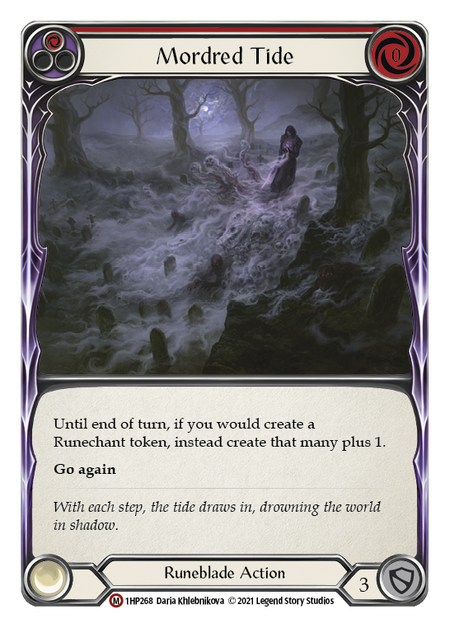 Mordred Tide
0
Until end of turn, if you would create a
Runechant token, instead create that many plus 1.
Go again
With each step, the tide draws in, drowning the world
in shadow.
Runeblade Action
3
M 1HP268 Daria Khlebnikova © 2021 Legend Story Studios